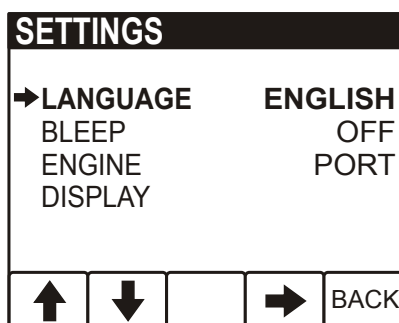 SETTINGS
LANGUAGE ENGLISH
BLEEP OFF
ENGINE PORT
DISPLAY
BACK